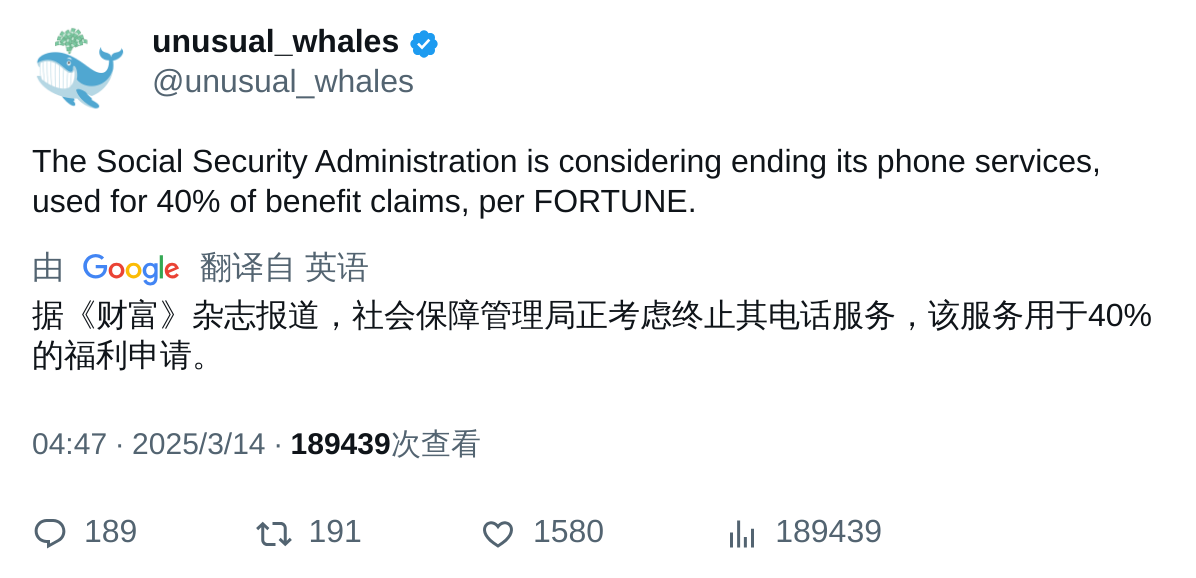 unusual_whales
@unusual_whales
The Social Security Administration is considering ending its phone services,
used for 40% of benefit claims, per FORTUNE.
由 Google 翻译自 英语
据《财富》杂志报道，社会保障管理局正考虑终止其电话服务，该服务用于40%
的福利申请。
04:47 · 2025/3/14 · 189439次查看
189 191 1580 189439